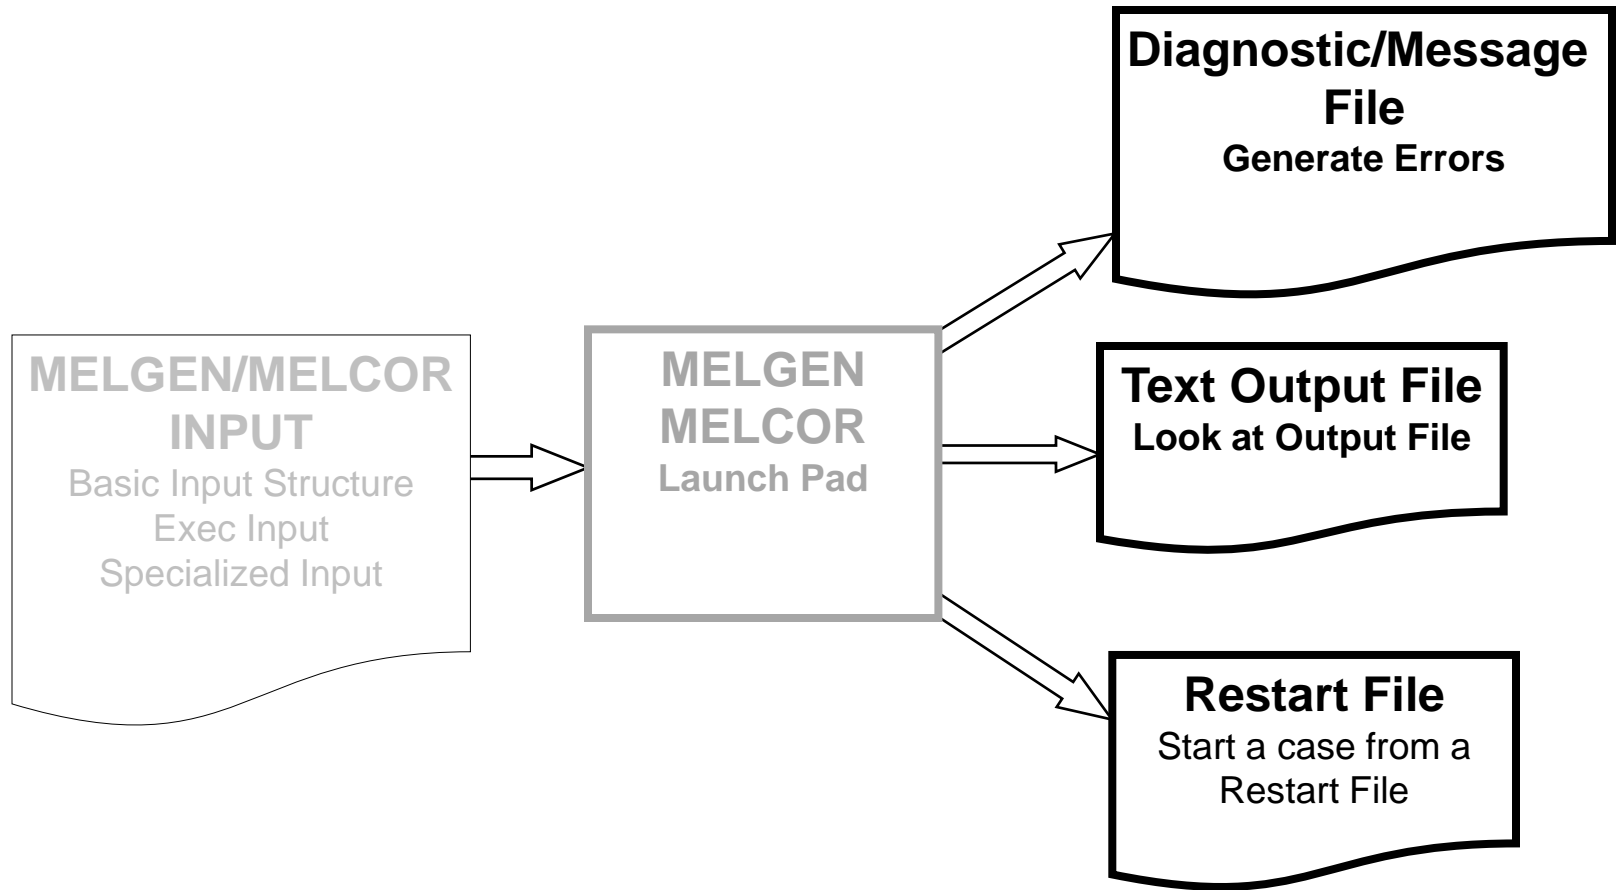 MELGEN/MELCOR
INPUT
Basic Input Structure
Exec Input
Specialized Input
MELGEN
MELCOR
Launch Pad
Diagnostic/Message
File
Generate Errors
Text Output File
Look at Output File
Restart File
Start a case from a
Restart File